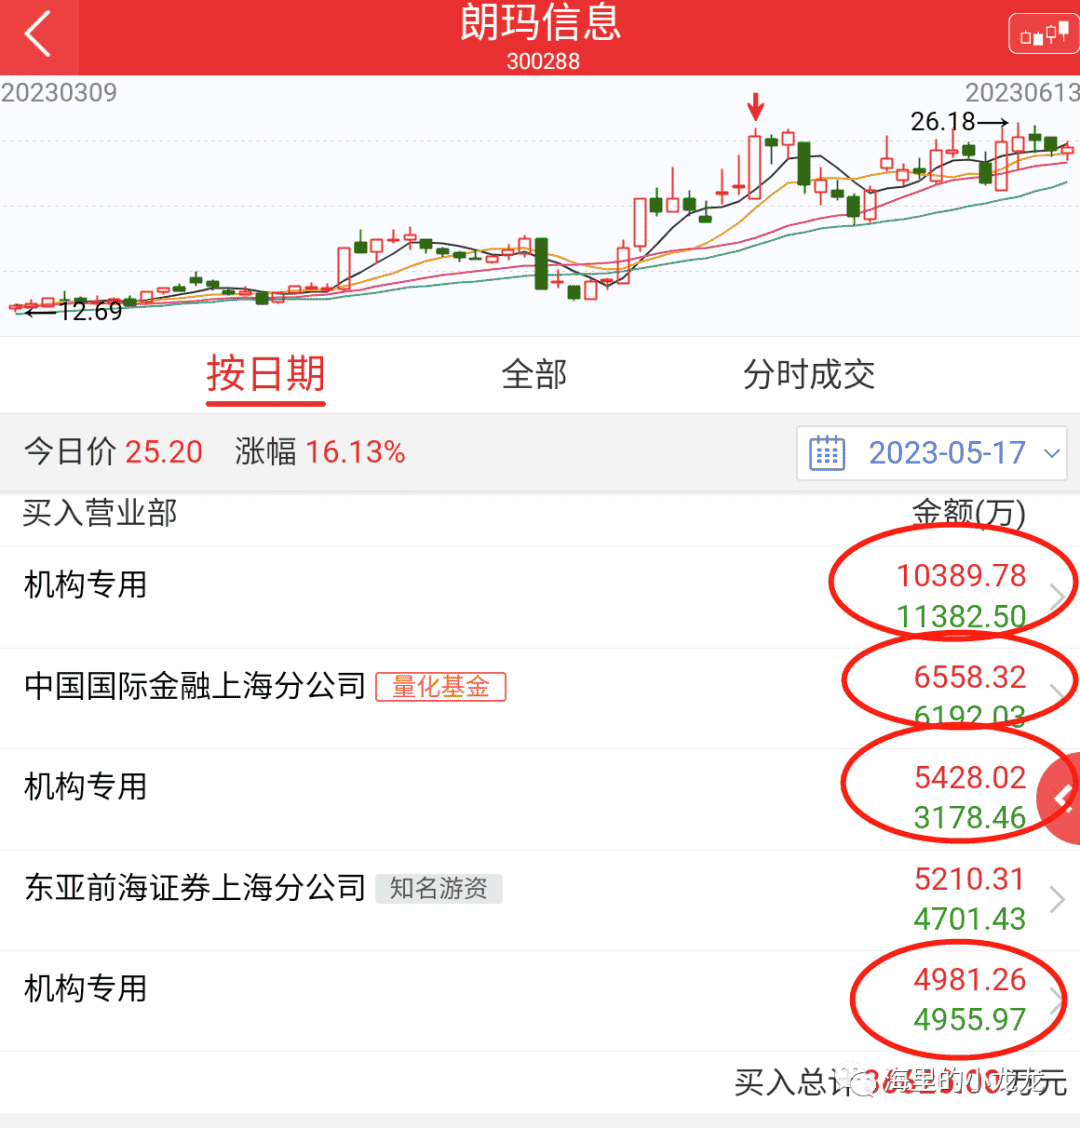 朗玛信息
300288
20230309
20230613
26.18
12.69
按日期 全部 分时成交
今日价 25.20 涨幅 16.13% 2023-05-17
买入营业部 金额(万)
机构专用 10389.78
11382.50
中国国际金融上海分公司 量化基金 6558.32
6192.03
机构专用 5428.02
3178.46
东亚前海证券上海分公司 知名游资 5210.31
4701.43
机构专用 4981.26
4955.97
买入总计 万元
海里的小龙龙